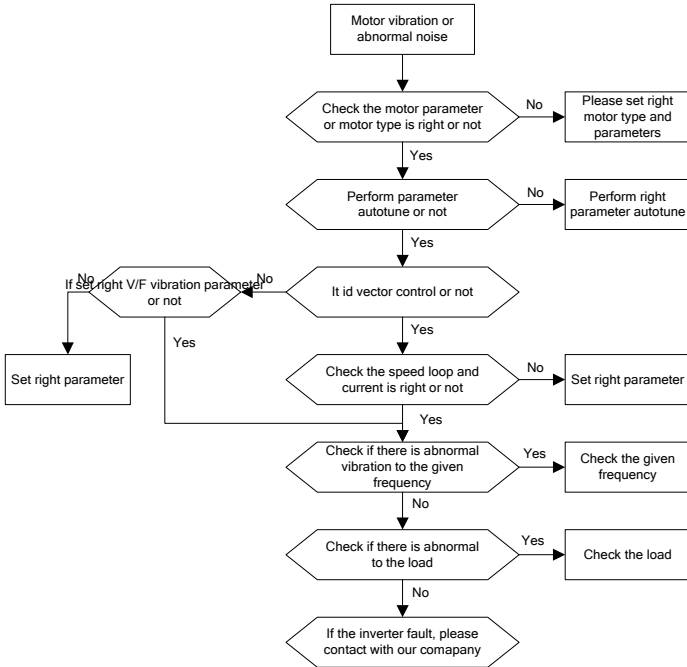 Motor vibration or
abnormal noise
Check the motor parameter
or motor type is right or not
No
Please set right
motor type and
parameters
Yes
Perform parameter
autotune or not
No
Perform right
parameter autotune
Yes
No
If set right V/F vibration parameter
or not
No
It id vector control or not
Yes
Yes
Set right parameter
Check the speed loop and
current is right or not
No
Set right parameter
Yes
Check if there is abnormal
vibration to the given
frequency
Yes
Check the given
frequency
No
Check if there is abnormal
to the load
Yes
Check the load
No
If the inverter fault, please
contact with our comapany